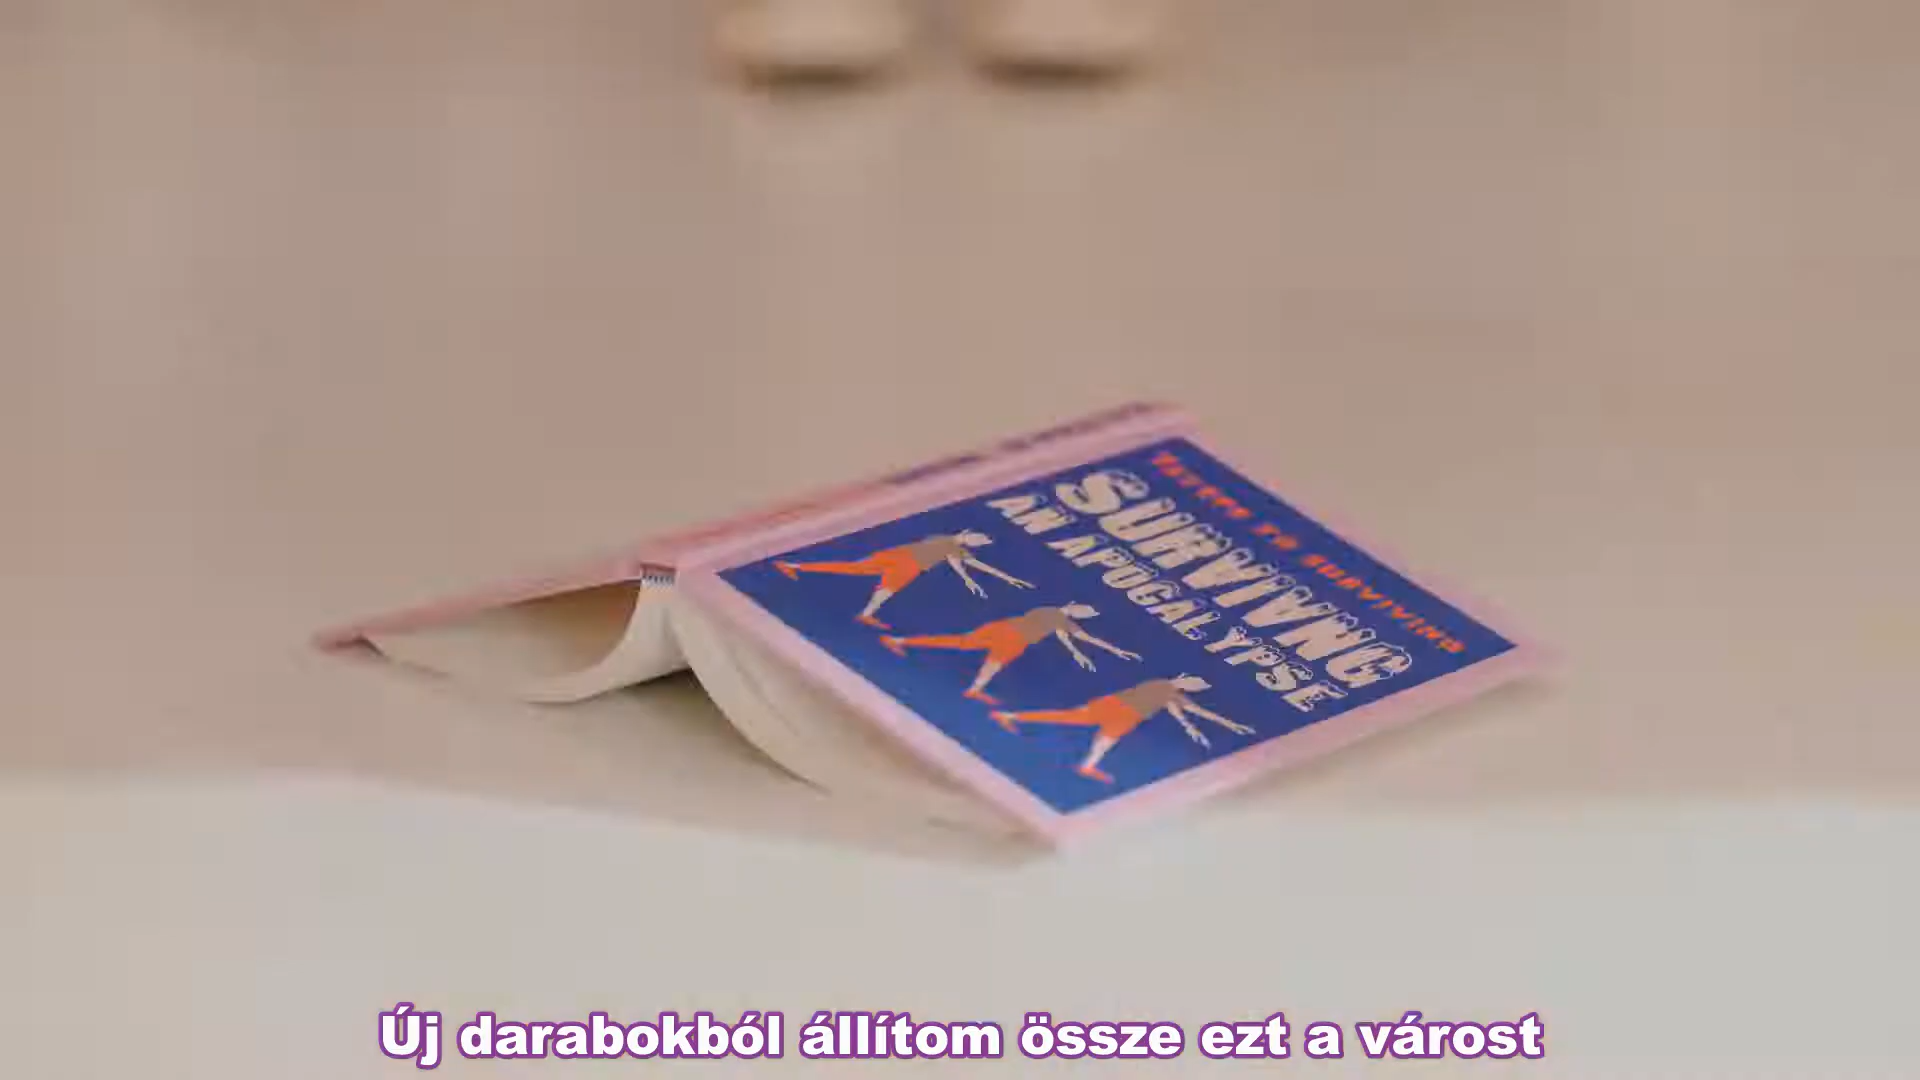 SURVIVING
AN APOCALYPSE
Új darabokból állítom össze ezt a várost